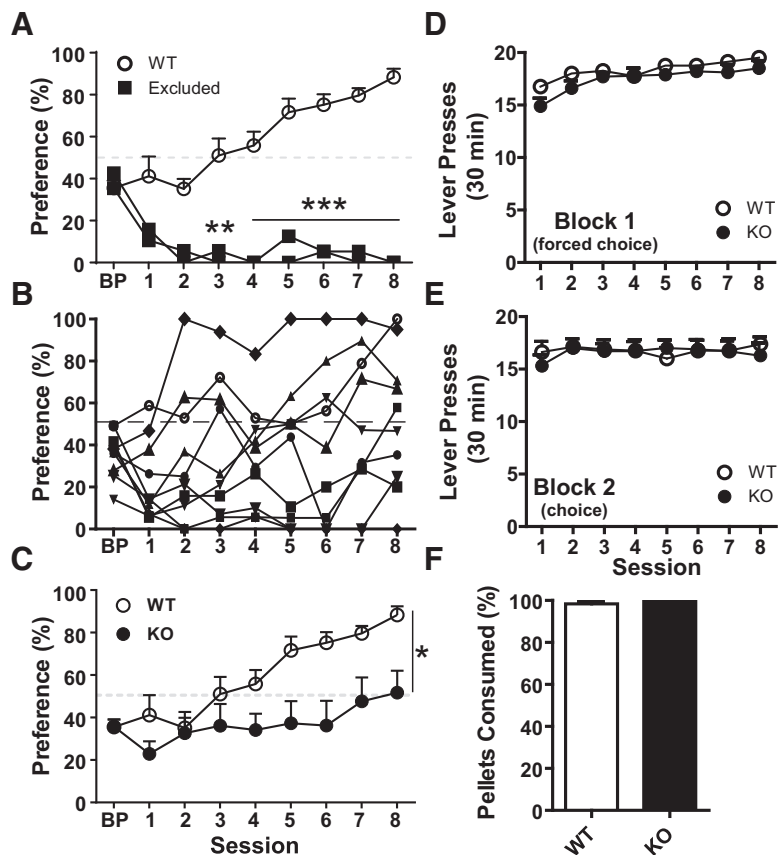 A
Preference (%)
100
80
60
40
20
0
WT
Excluded
**
***
BP 1 2 3 4 5 6 7 8
B
Preference (%)
100
80
60
40
20
0
BP 1 2 3 4 5 6 7 8
C
Preference (%)
100
80
60
40
20
0
WT
KO
*
BP 1 2 3 4 5 6 7 8
Session
D
Lever Presses
(30 min)
20
15
10
5
0
Block 1
(forced choice)
WT
KO
1 2 3 4 5 6 7 8
E
Lever Presses
(30 min)
20
15
10
5
0
Block 2
(choice)
WT
KO
1 2 3 4 5 6 7 8
Session
F
Pellets Consumed (%)
100
80
60
40
20
0
WT
KO